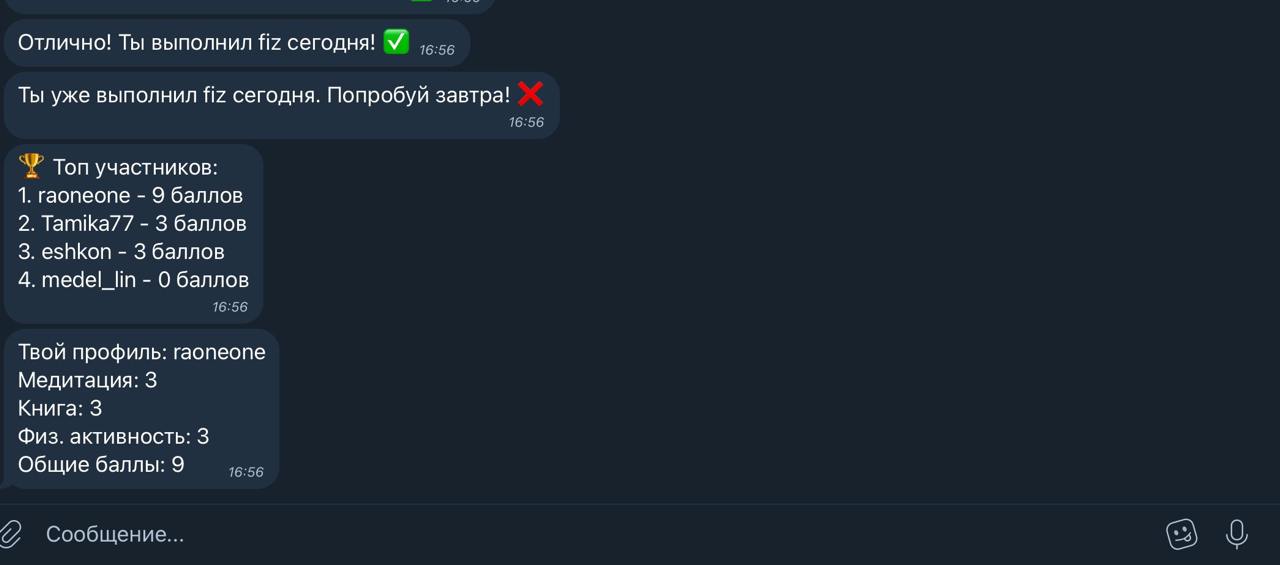 Отлично! Ты выполнил fiz сегодня! ✅ 16:56
Ты уже выполнил fiz сегодня. Попробуй завтра! ❌
16:56
🏆 Топ участников:
1. raoneone - 9 баллов
2. Tamika77 - 3 баллов
3. eshkon - 3 баллов
4. medel_lin - 0 баллов
16:56
Твой профиль: raoneone
Медитация: 3
Книга: 3
Физ. активность: 3
Общие баллы: 9 16:56
Сообщение...